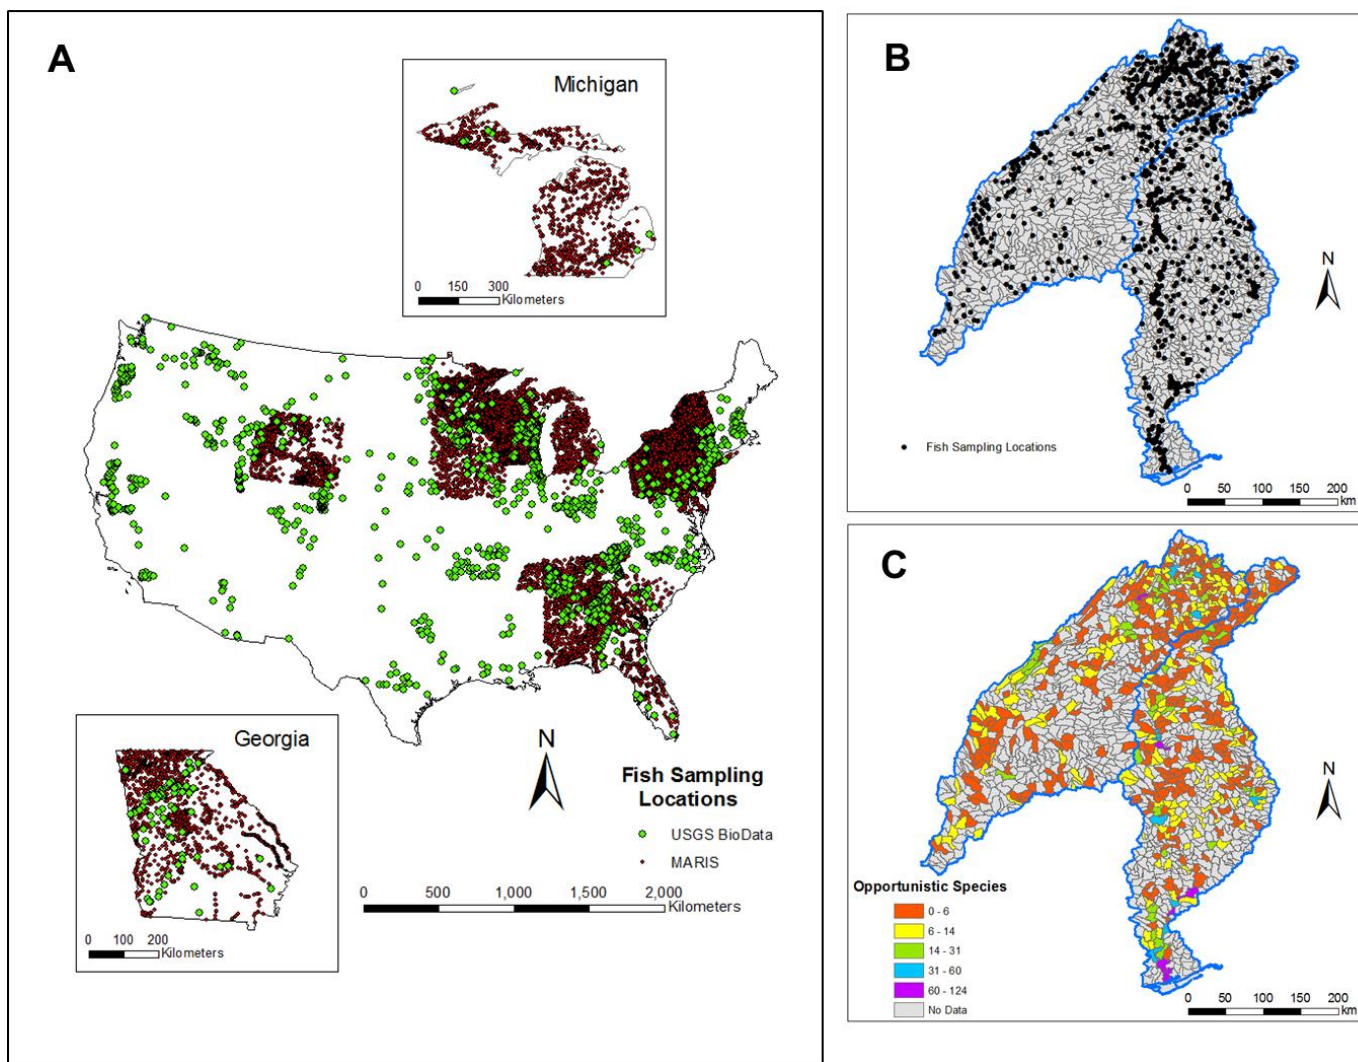 A
Michigan
0 150 300
Kilometers
Georgia
0 100 200
Kilometers
N
Fish Sampling
Locations
USGS BioData
MARIS
0 500 1,000 1,500 2,000
Kilometers
B
N
Fish Sampling Locations
0 50 100 150 200
km
C
N
Opportunistic Species
0 - 6
6 - 14
14 - 31
31 - 60
60 - 124
No Data
0 50 100 150 200
km